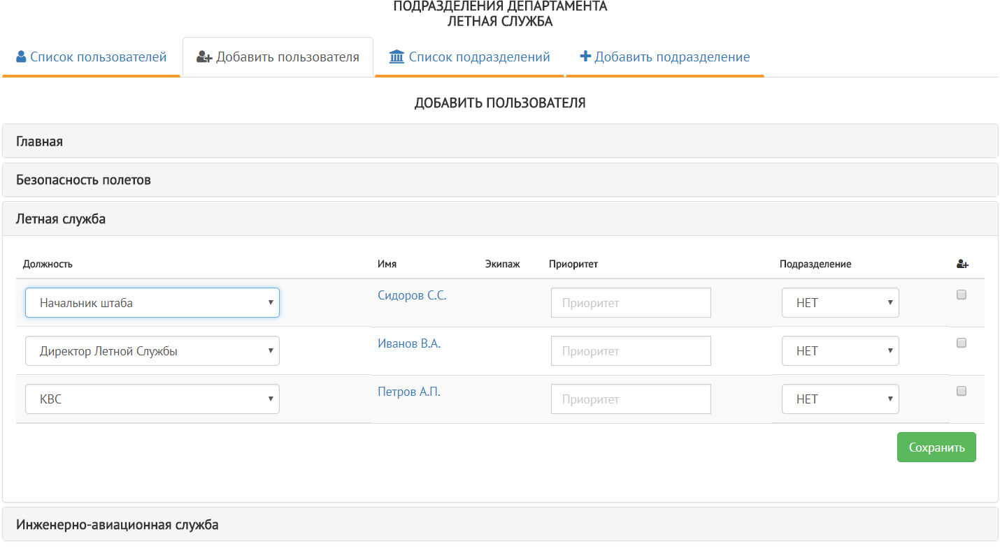 ПОДРАЗДЕЛЕНИЯ ДЕПАРТАМЕНТА
ЛЕТНАЯ СЛУЖБА
Список пользователей Добавить пользователя Список подразделений Добавить подразделение
ДОБАВИТЬ ПОЛЬЗОВАТЕЛЯ
Главная
Безопасность полетов
Летная служба
Должность Имя Экипаж Приоритет Подразделение
Начальник штаба Сидоров С.С. Приоритет НЕТ
Директор Летной Службы Иванов В.А. Приоритет НЕТ
КВС Петров А.П. Приоритет НЕТ
Сохранить
Инженерно-авиационная служба